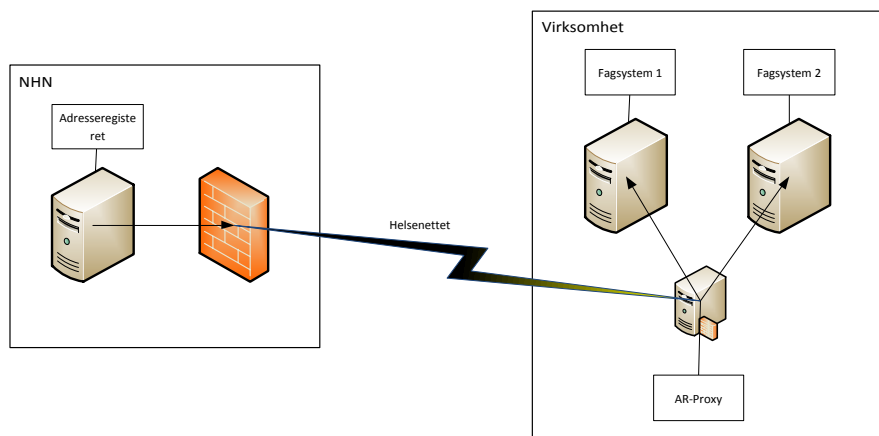 NHN
Adresseregiste
ret
Helsenettet
Virksomhet
Fagsystem 1
Fagsystem 2
AR-Proxy